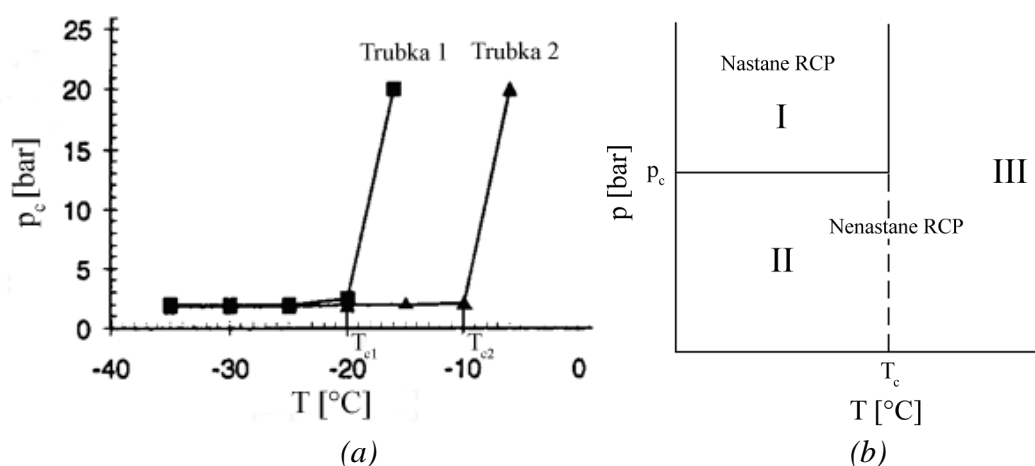 25
Trubka 1
Trubka 2
20
15
10
5
0
p_c [bar]
T_c1
T_c2
-40
-30
-20
-10
0
T [°C]
(a)
Nastane RCP
I
III
p [bar]
p_c
Nenastane RCP
II
T_c
T [°C]
(b)